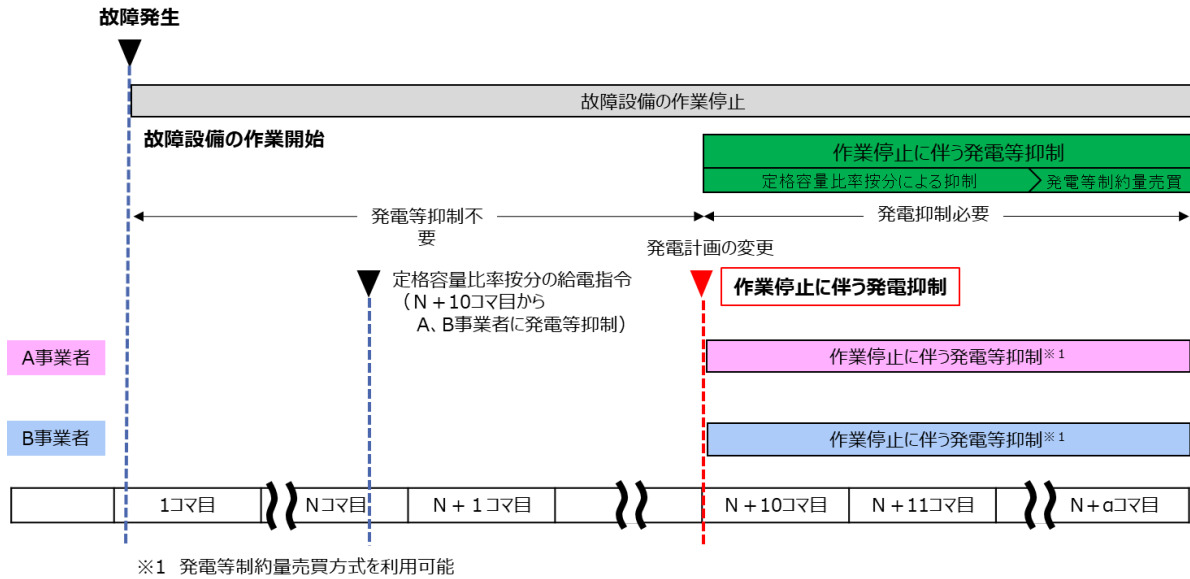 故障発生
故障設備の作業停止
故障設備の作業開始
作業停止に伴う発電等抑制
定格容量比率按分による抑制
発電等制約量売買
発電等抑制不
要
発電抑制必要
発電計画の変更
定格容量比率按分の給電指令
（N+10コマ目から
A、B事業者に発電等抑制）
作業停止に伴う発電抑制
A事業者
作業停止に伴う発電等抑制※1
B事業者
作業停止に伴う発電等抑制※1
1コマ目
Nコマ目
N+1コマ目
N+10コマ目
N+11コマ目
N+αコマ目
※1 発電等制約量売買方式を利用可能